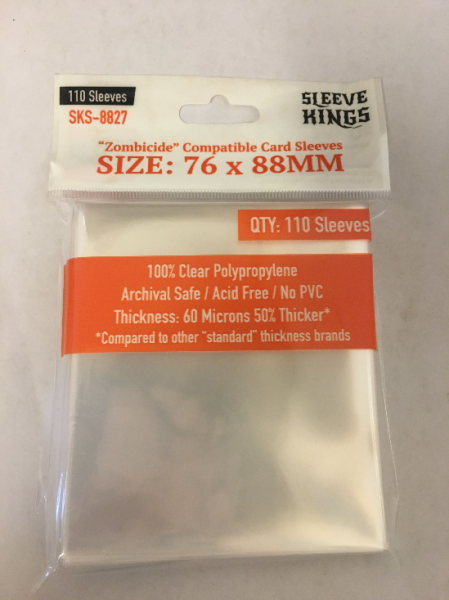 110 Sleeves
SKS-8827
SLEEVE
KINGS
"Zombicide" Compatible Card Sleeves
SIZE: 76 x 88MM
QTY: 110 Sleeves
100% Clear Polypropylene
Archival Safe / Acid Free / No PVC
Thickness: 60 Microns 50% Thicker*
*Compared to other "standard" thickness brands